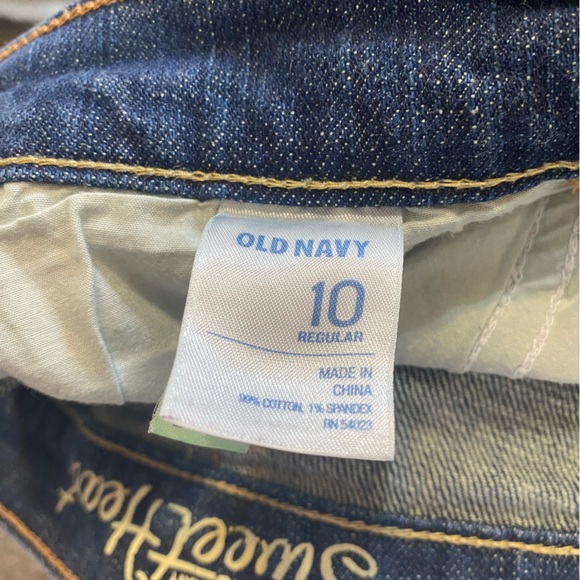 OLD NAVY
10
REGULAR
MADE IN
CHINA
99% COTTON, 1% SPANDEX
RN 54023
Sweet Heart